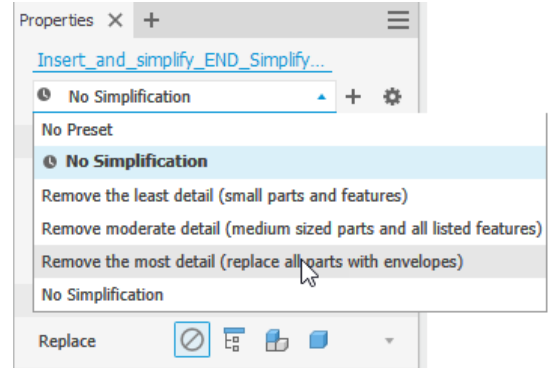 Properties
Insert_and_simplify_END_Simplify...
No Simplification
No Preset
No Simplification
Remove the least detail (small parts and features)
Remove moderate detail (medium sized parts and all listed features)
Remove the most detail (replace all parts with envelopes)
No Simplification
Replace